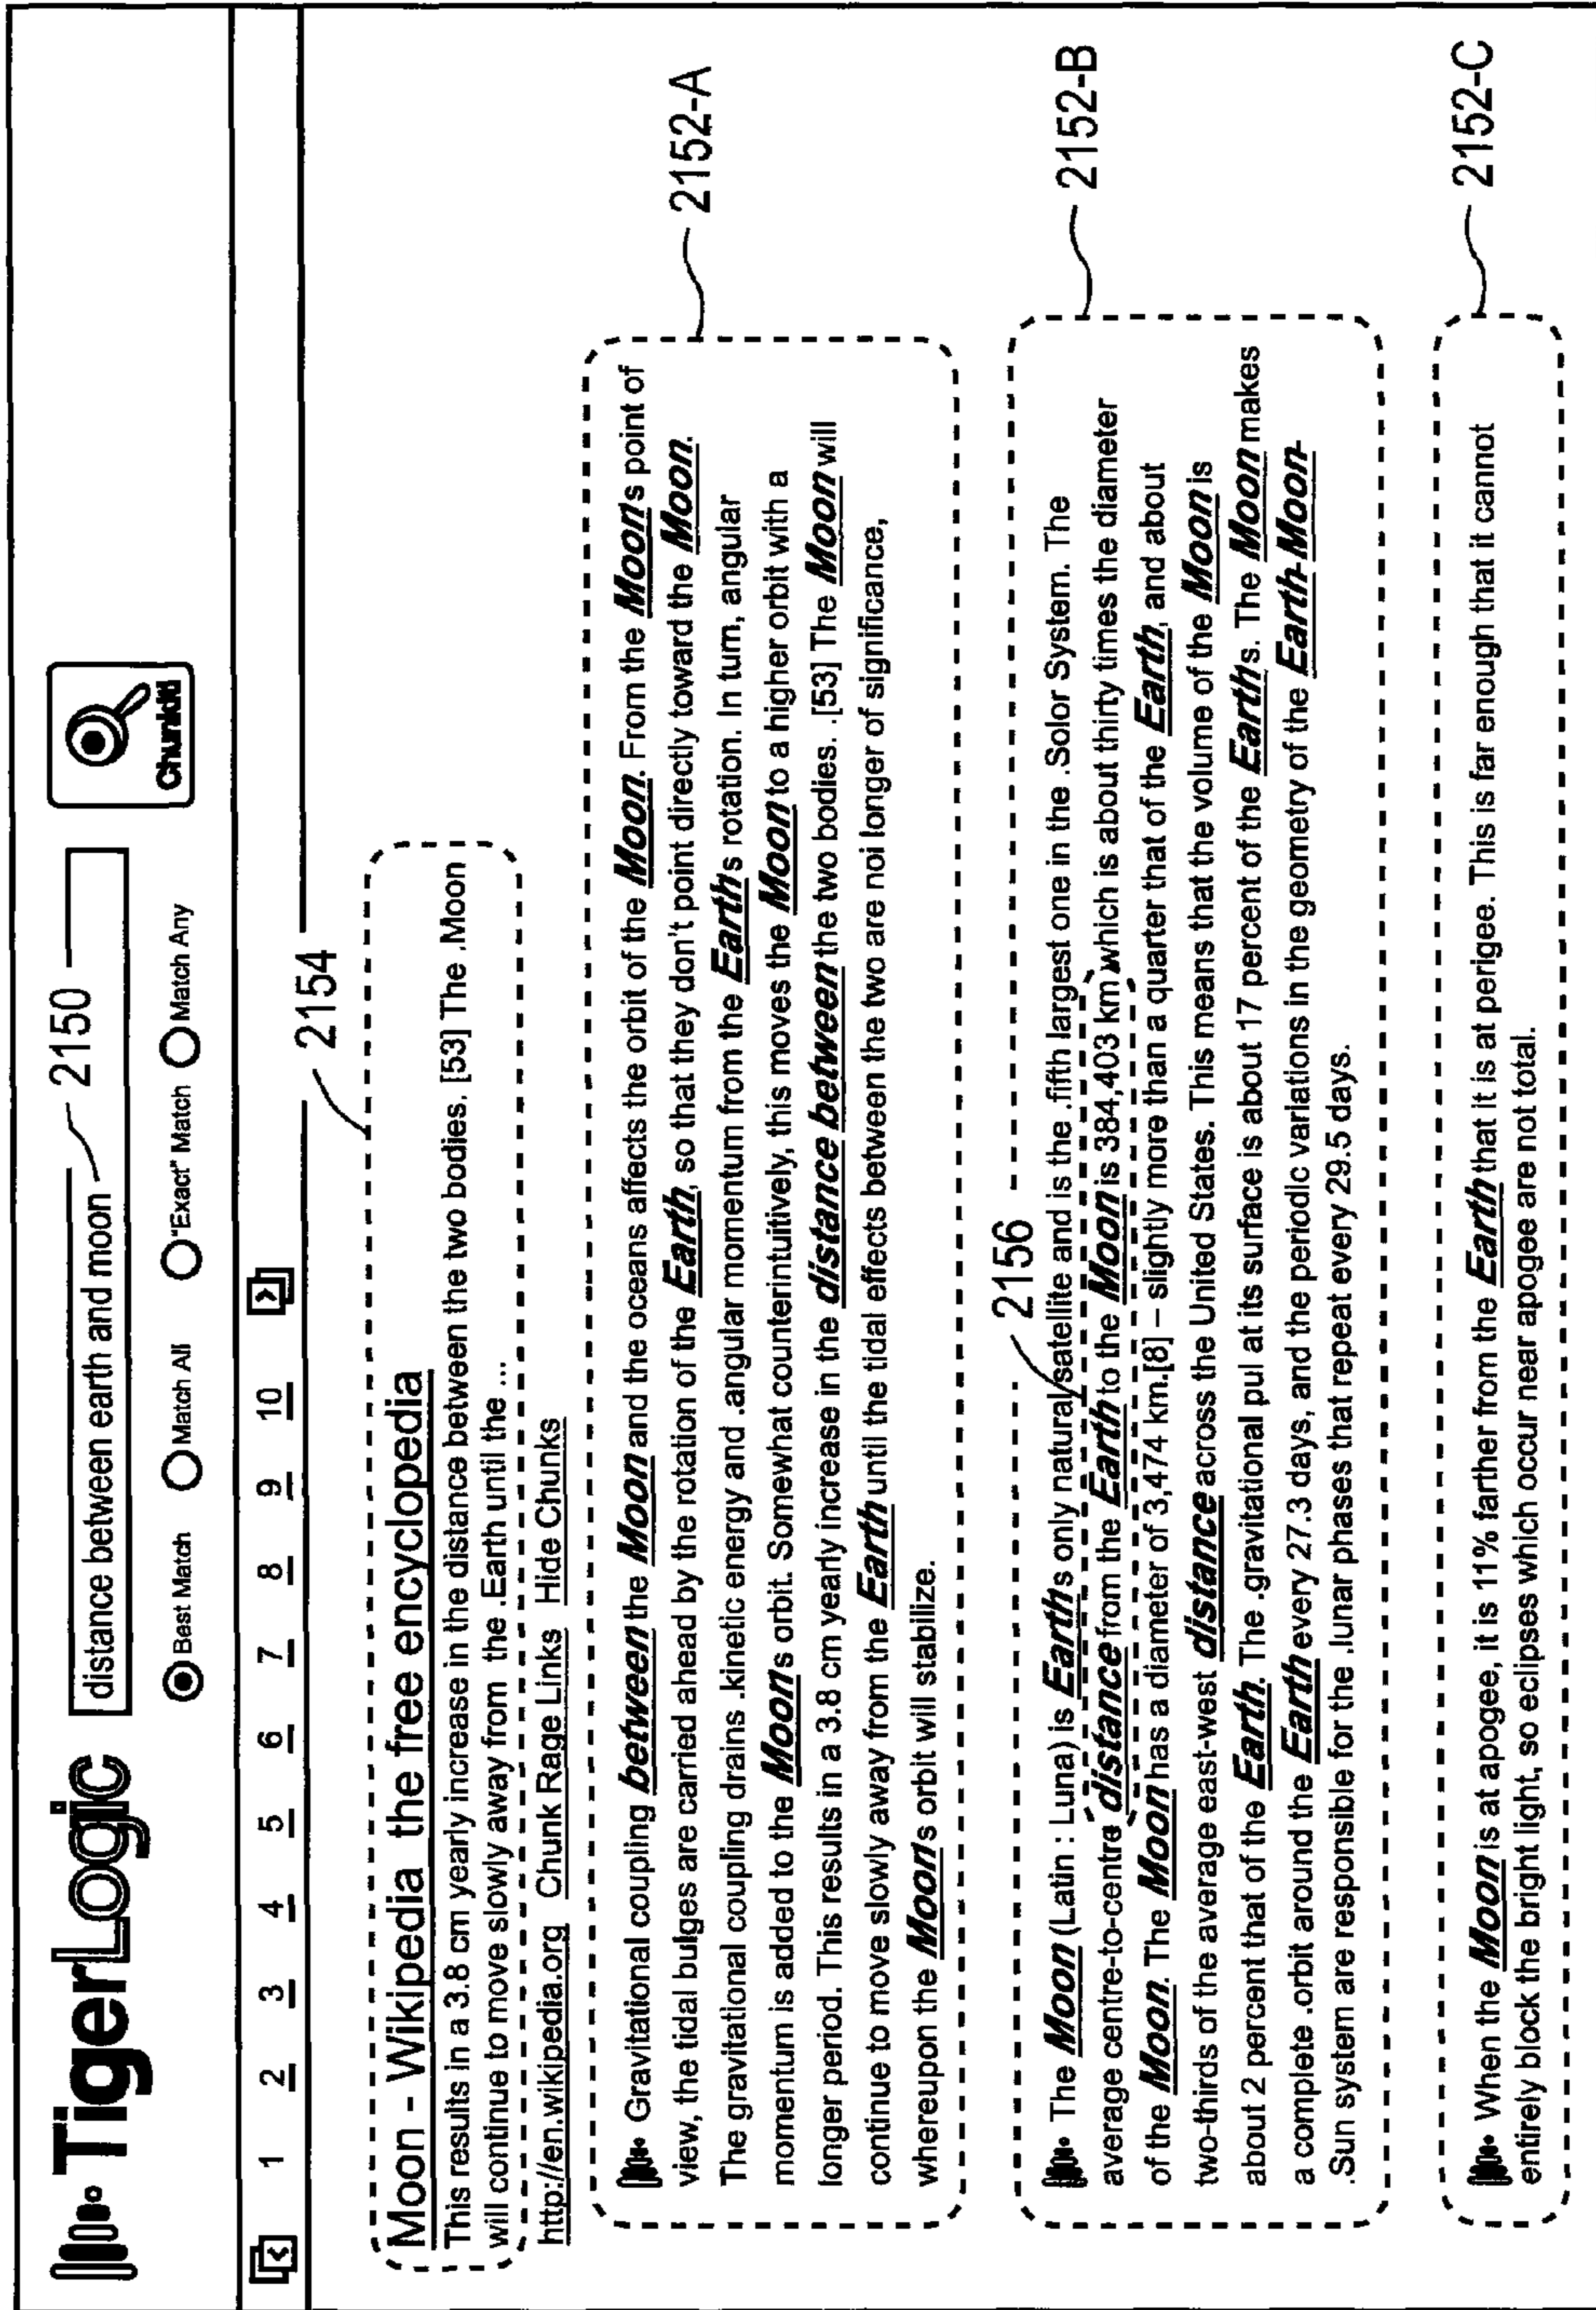 TigerLogic
distance between earth and moon
2150
Chunkit!
Best Match Match All "Exact" Match Match Any
1 2 3 4 5 6 7 8 9 10
2154
Moon - Wikipedia the free encyclopedia
This results in a 3.8 cm yearly increase in the distance between the two bodies, [53] The .Moon
will continue to move slowly away from the .Earth until the ...
http://en.wikipedia.org Chunk Rage Links Hide Chunks
2152-A
Gravitational coupling between the Moon and the oceans affects the orbit of the Moon. From the Moon's point of
view, the tidal bulges are carried ahead by the rotation of the Earth, so that they don't point directly toward the Moon.
The gravitational coupling drains .kinetic energy and .angular momentum from the Earth's rotation. In turn, angular
momentum is added to the Moon's orbit. Somewhat counterintuitively, this moves the Moon to a higher orbit with a
longer period. This results in a 3.8 cm yearly increase in the distance between the two bodies. .[53] The Moon will
continue to move slowly away from the Earth until the tidal effects between the two are noi longer of significance,
whereupon the Moon's orbit will stabilize.
2156
2152-B
The Moon (Latin : Luna) is Earth's only natural satellite and is the .fifth largest one in the .Solor System. The
average centre-to-centre distance from the Earth to the Moon is 384,403 km which is about thirty times the diameter
of the Moon. The Moon has a diameter of 3,474 km.[8] – slightly more than a quarter that of the Earth, and about
two-thirds of the average east-west distance across the United States. This means that the volume of the Moon is
about 2 percent that of the Earth. The .gravitational pul at its surface is about 17 percent of the Earth's. The Moon makes
a complete .orbit around the Earth every 27.3 days, and the periodic variations in the geometry of the Earth-Moon-
.Sun system are responsible for the .lunar phases that repeat every 29.5 days.
2152-C
When the Moon is at apogee, it is 11% farther from the Earth that it is at perigee. This is far enough that it cannot
entirely block the bright light, so eclipses which occur near apogee are not total.